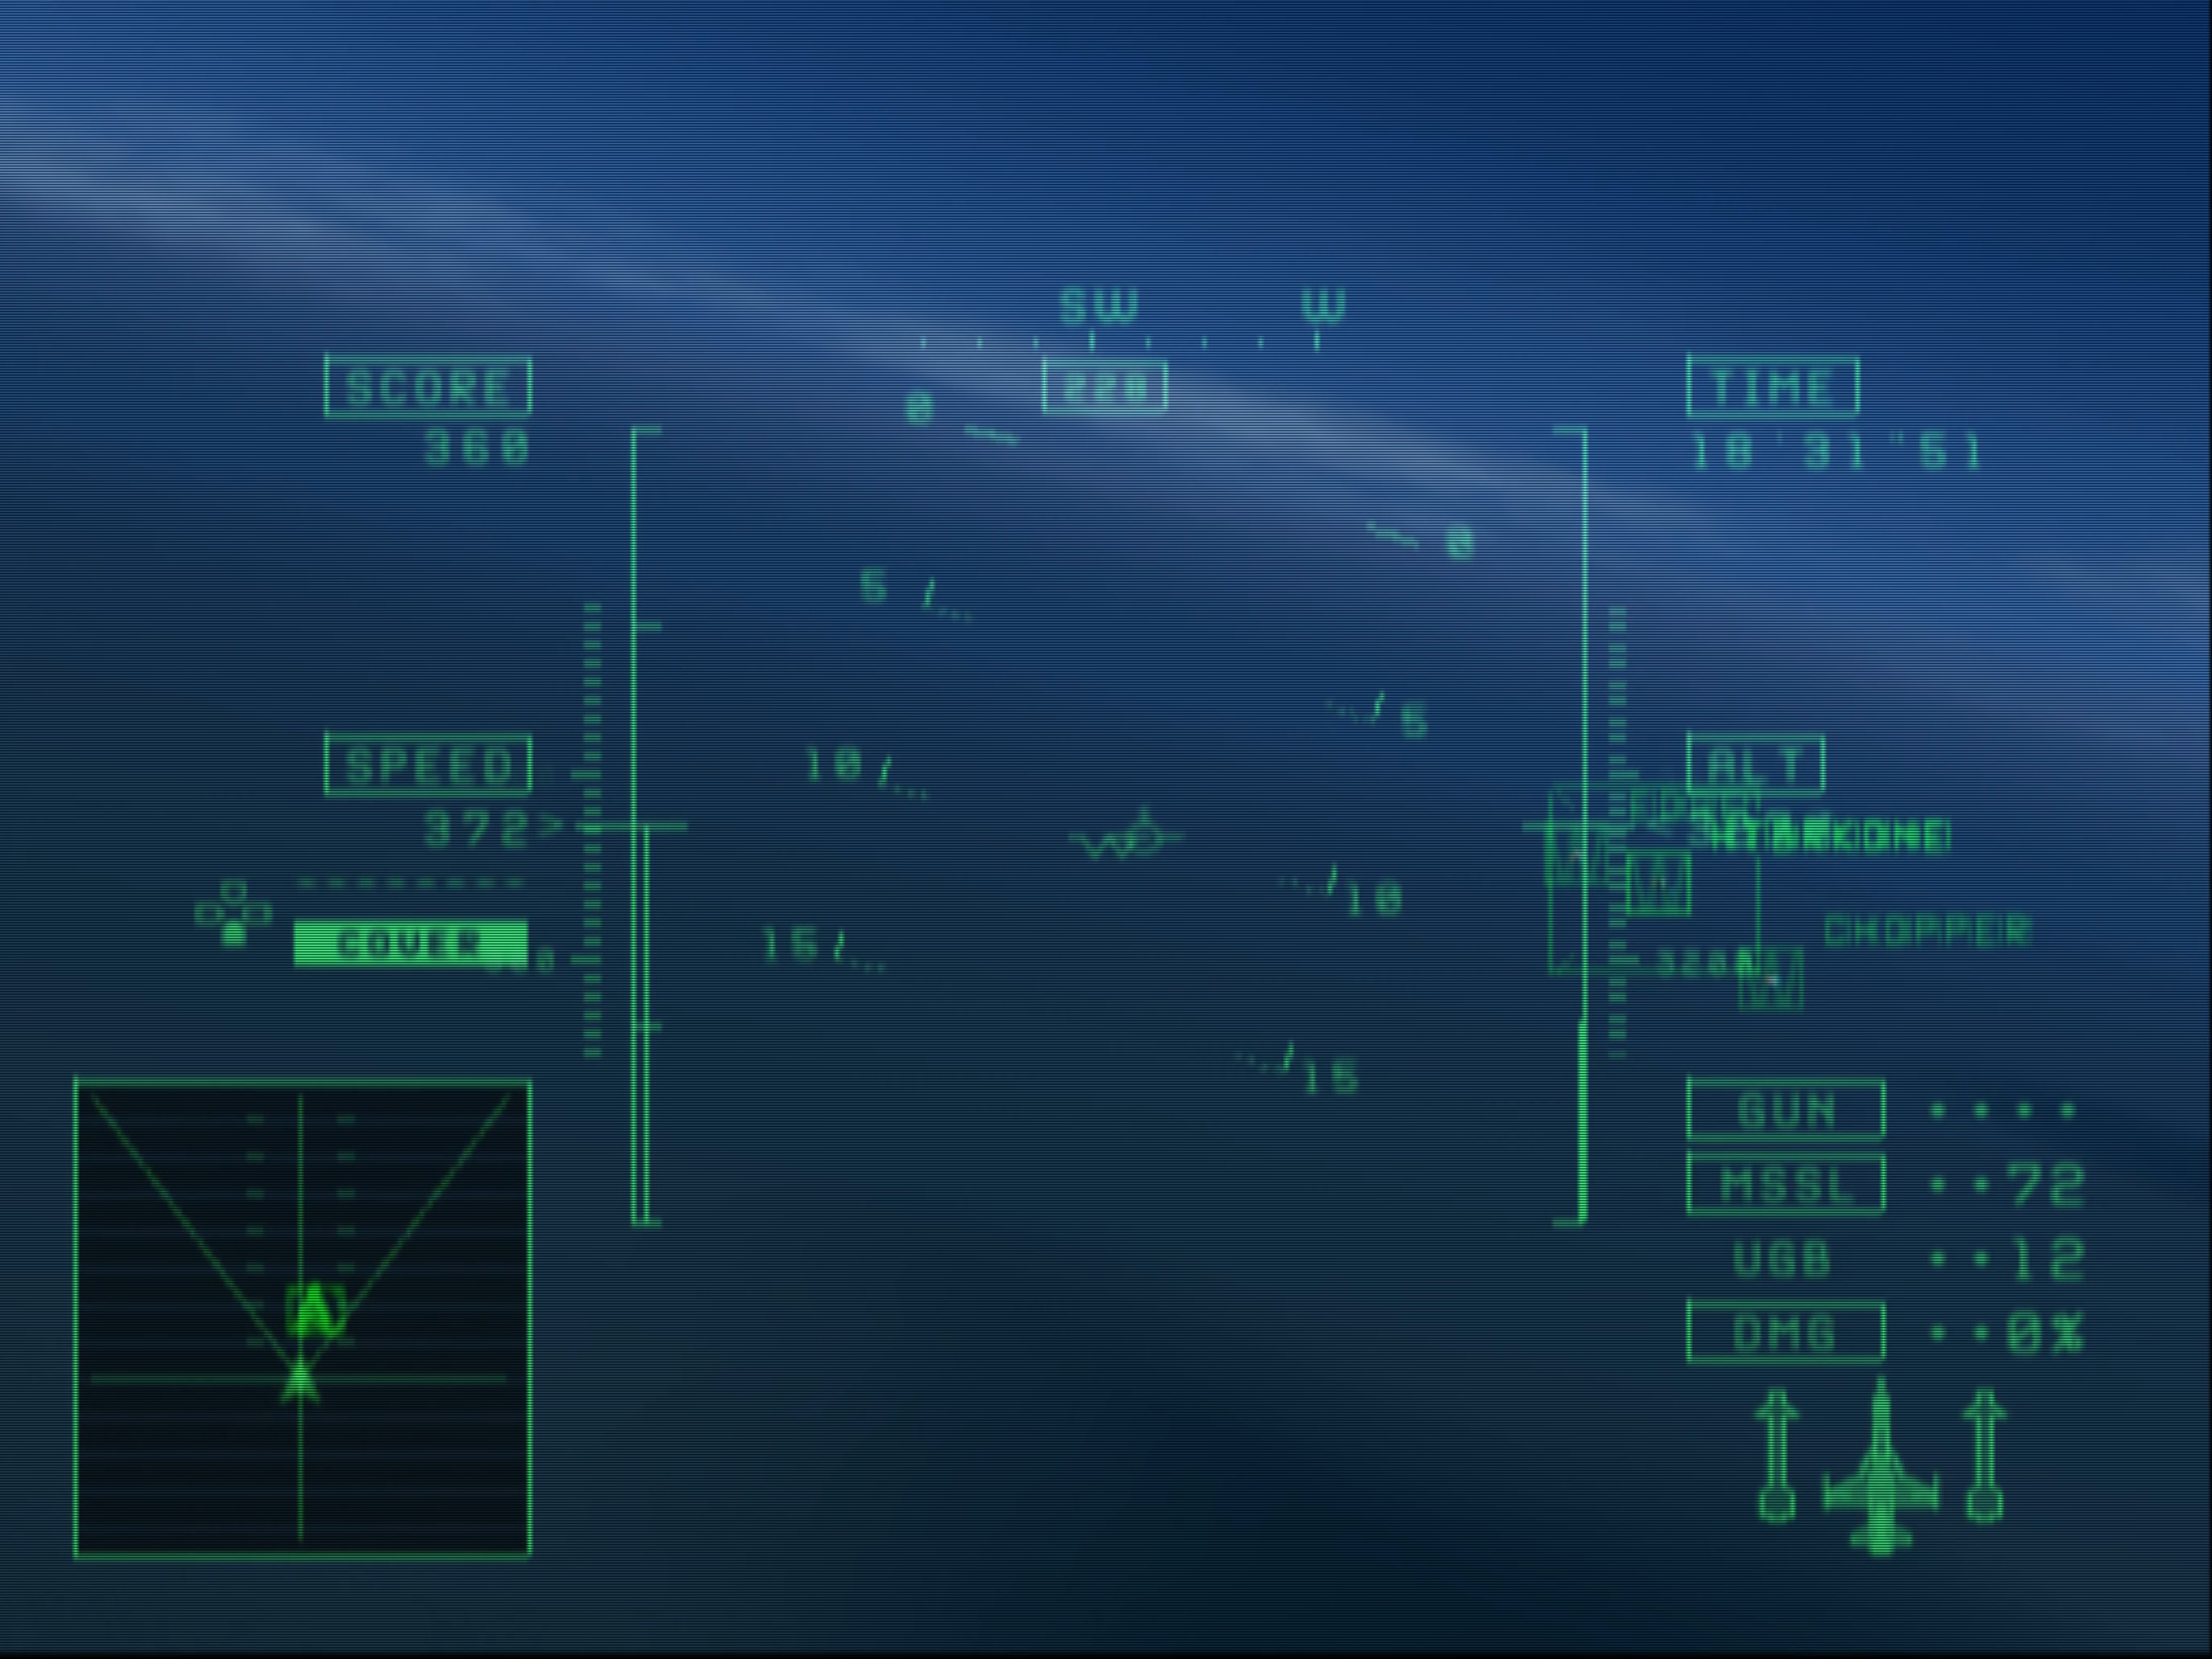 SW W
SCORE
220
TIME
360
0
18'31"51
0
5
5
SPEED
10
ALT
372>
10
CHOPPER
COVER
15
15
GUN
MSSL 72
UGB 12
DMG 0%